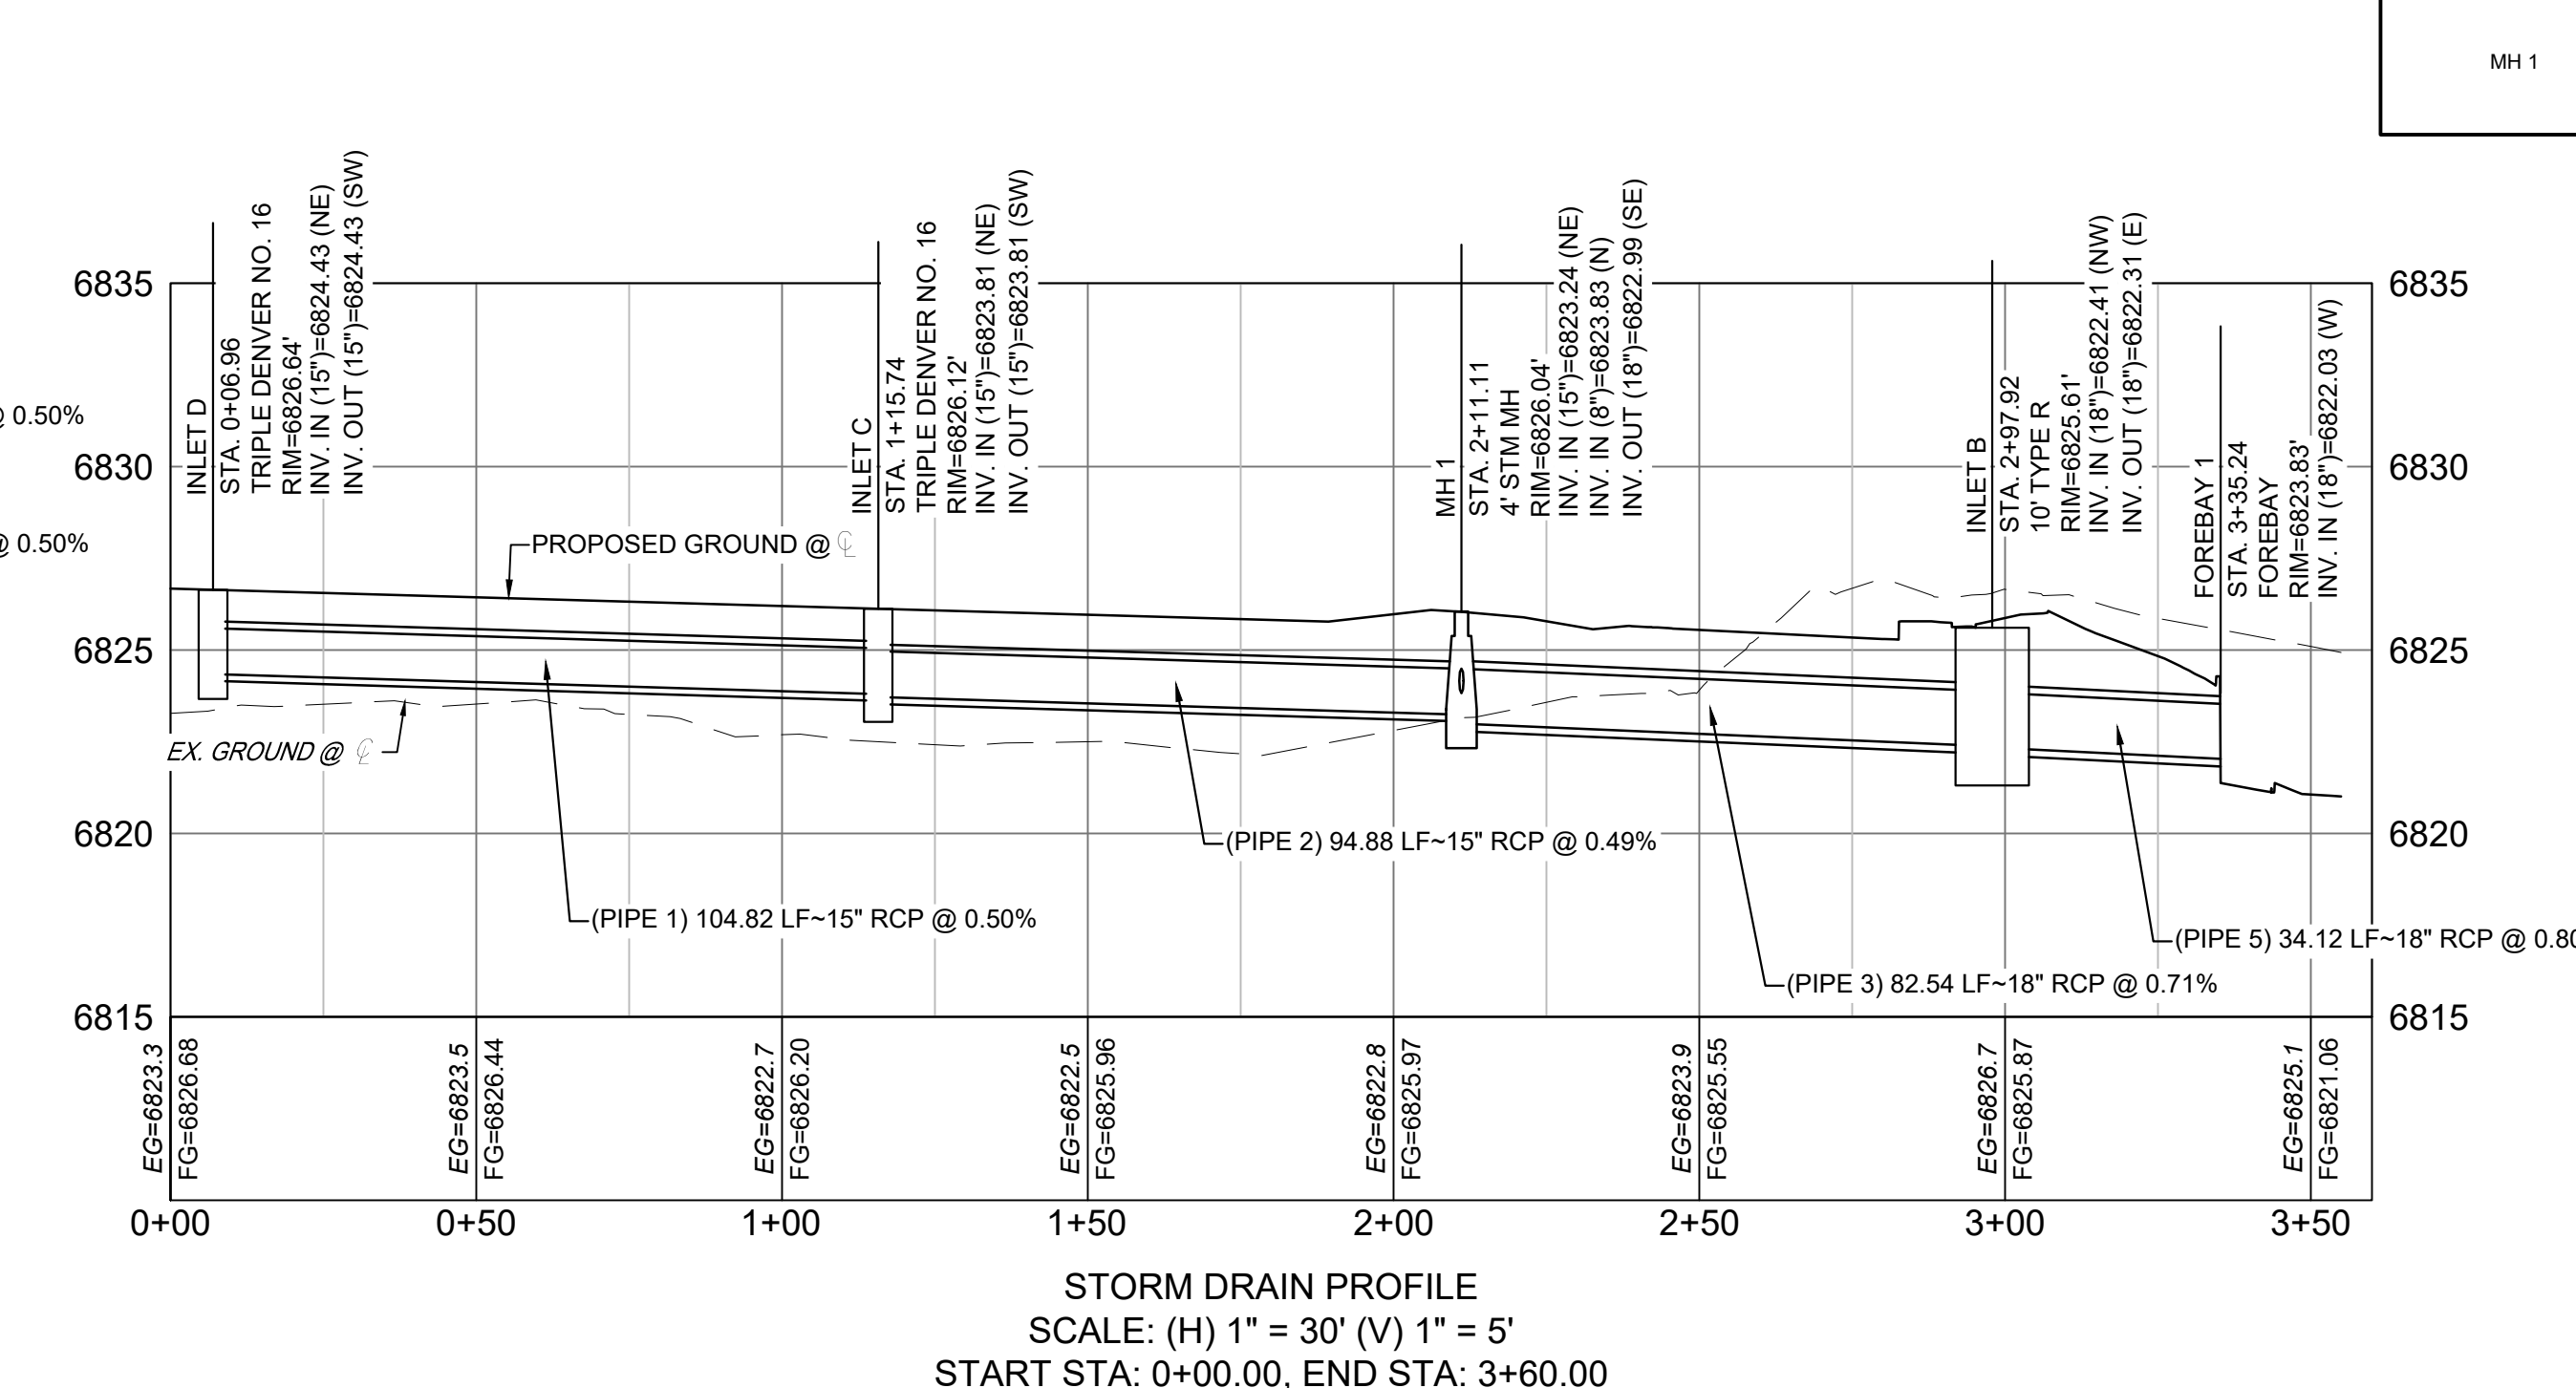 MH 1
@ 0.50%
@ 0.50%
INLET D
STA. 0+06.96
TRIPLE DENVER NO. 16
RIM=6826.64'
INV. IN (15")=6824.43 (NE)
INV. OUT (15")=6824.43 (SW)
INLET C
STA. 1+15.74
TRIPLE DENVER NO. 16
RIM=6826.12'
INV. IN (15")=6823.81 (NE)
INV. OUT (15")=6823.81 (SW)
MH 1
STA. 2+11.11
4' STM MH
RIM=6826.04'
INV. IN (15")=6823.24 (NE)
INV. IN (8")=6823.83 (N)
INV. OUT (18")=6822.99 (SE)
INLET B
STA. 2+97.92
10' TYPE R
RIM=6825.61'
INV. IN (18")=6822.41 (NW)
INV. OUT (18")=6822.31 (E)
FOREBAY 1
STA. 3+35.24
FOREBAY
RIM=6823.83'
INV. IN (18")=6822.03 (W)
6835
6835
6830
6830
PROPOSED GROUND @ ℄
6825
6825
EX. GROUND @ ℄
6820
6820
(PIPE 2) 94.88 LF~15" RCP @ 0.49%
(PIPE 1) 104.82 LF~15" RCP @ 0.50%
(PIPE 5) 34.12 LF~18" RCP @ 0.80
(PIPE 3) 82.54 LF~18" RCP @ 0.71%
6815
6815
EG=6823.3
FG=6826.68
EG=6823.5
FG=6826.44
EG=6822.7
FG=6826.20
EG=6822.5
FG=6825.96
EG=6822.8
FG=6825.97
EG=6823.9
FG=6825.55
EG=6826.7
FG=6825.87
EG=6825.1
FG=6821.06
0+00
0+50
1+00
1+50
2+00
2+50
3+00
3+50
STORM DRAIN PROFILE
SCALE: (H) 1" = 30' (V) 1" = 5'
START STA: 0+00.00, END STA: 3+60.00